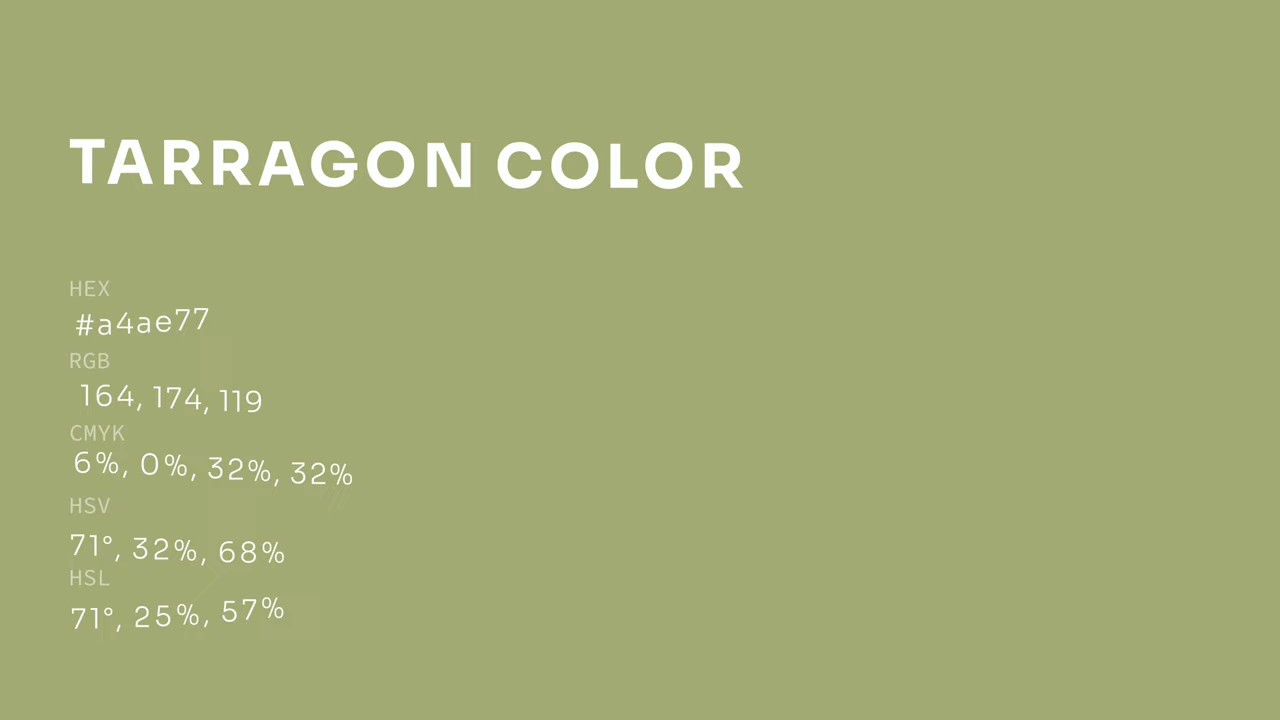 TARRAGON COLOR
HEX
#a4ae77
RGB
164, 174, 119
CMYK
6%, 0%, 32%, 32%
HSV
71°, 32%, 68%
HSL
71°, 25%, 57%